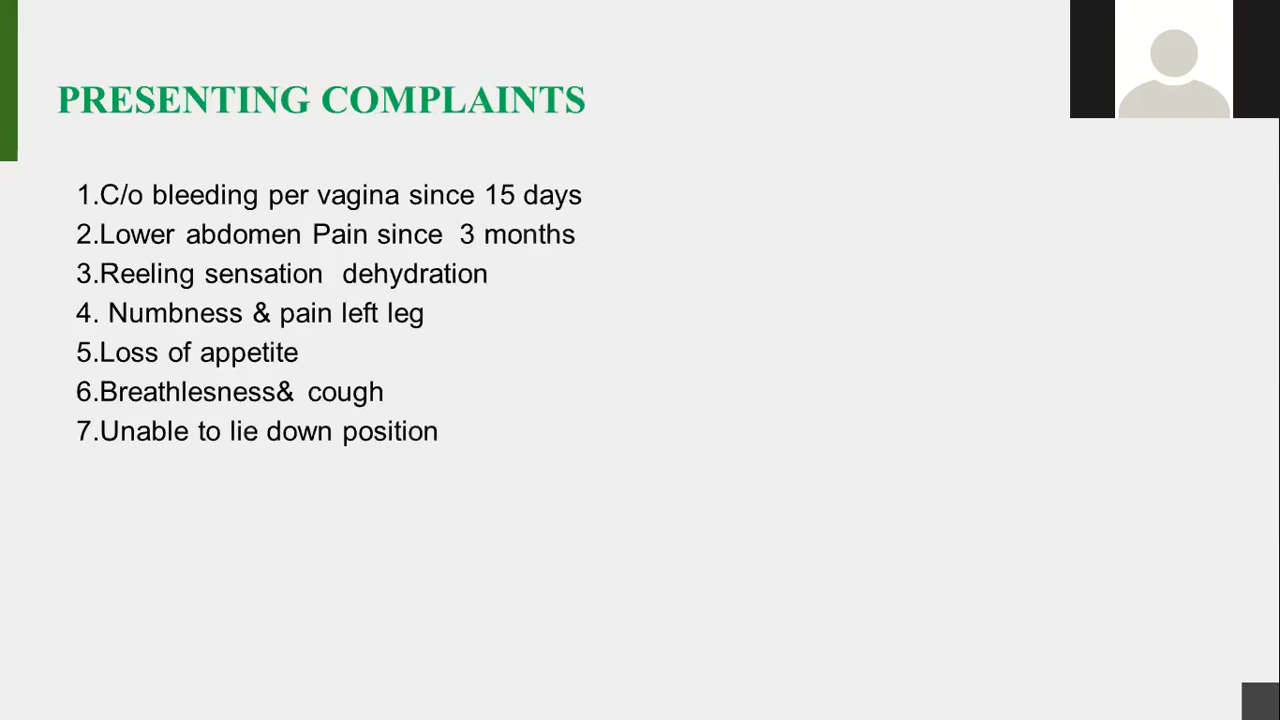 PRESENTING COMPLAINTS
1.C/o bleeding per vagina since 15 days
2.Lower abdomen Pain since 3 months
3.Reeling sensation dehydration
4. Numbness & pain left leg
5.Loss of appetite
6.Breathlesness& cough
7.Unable to lie down position